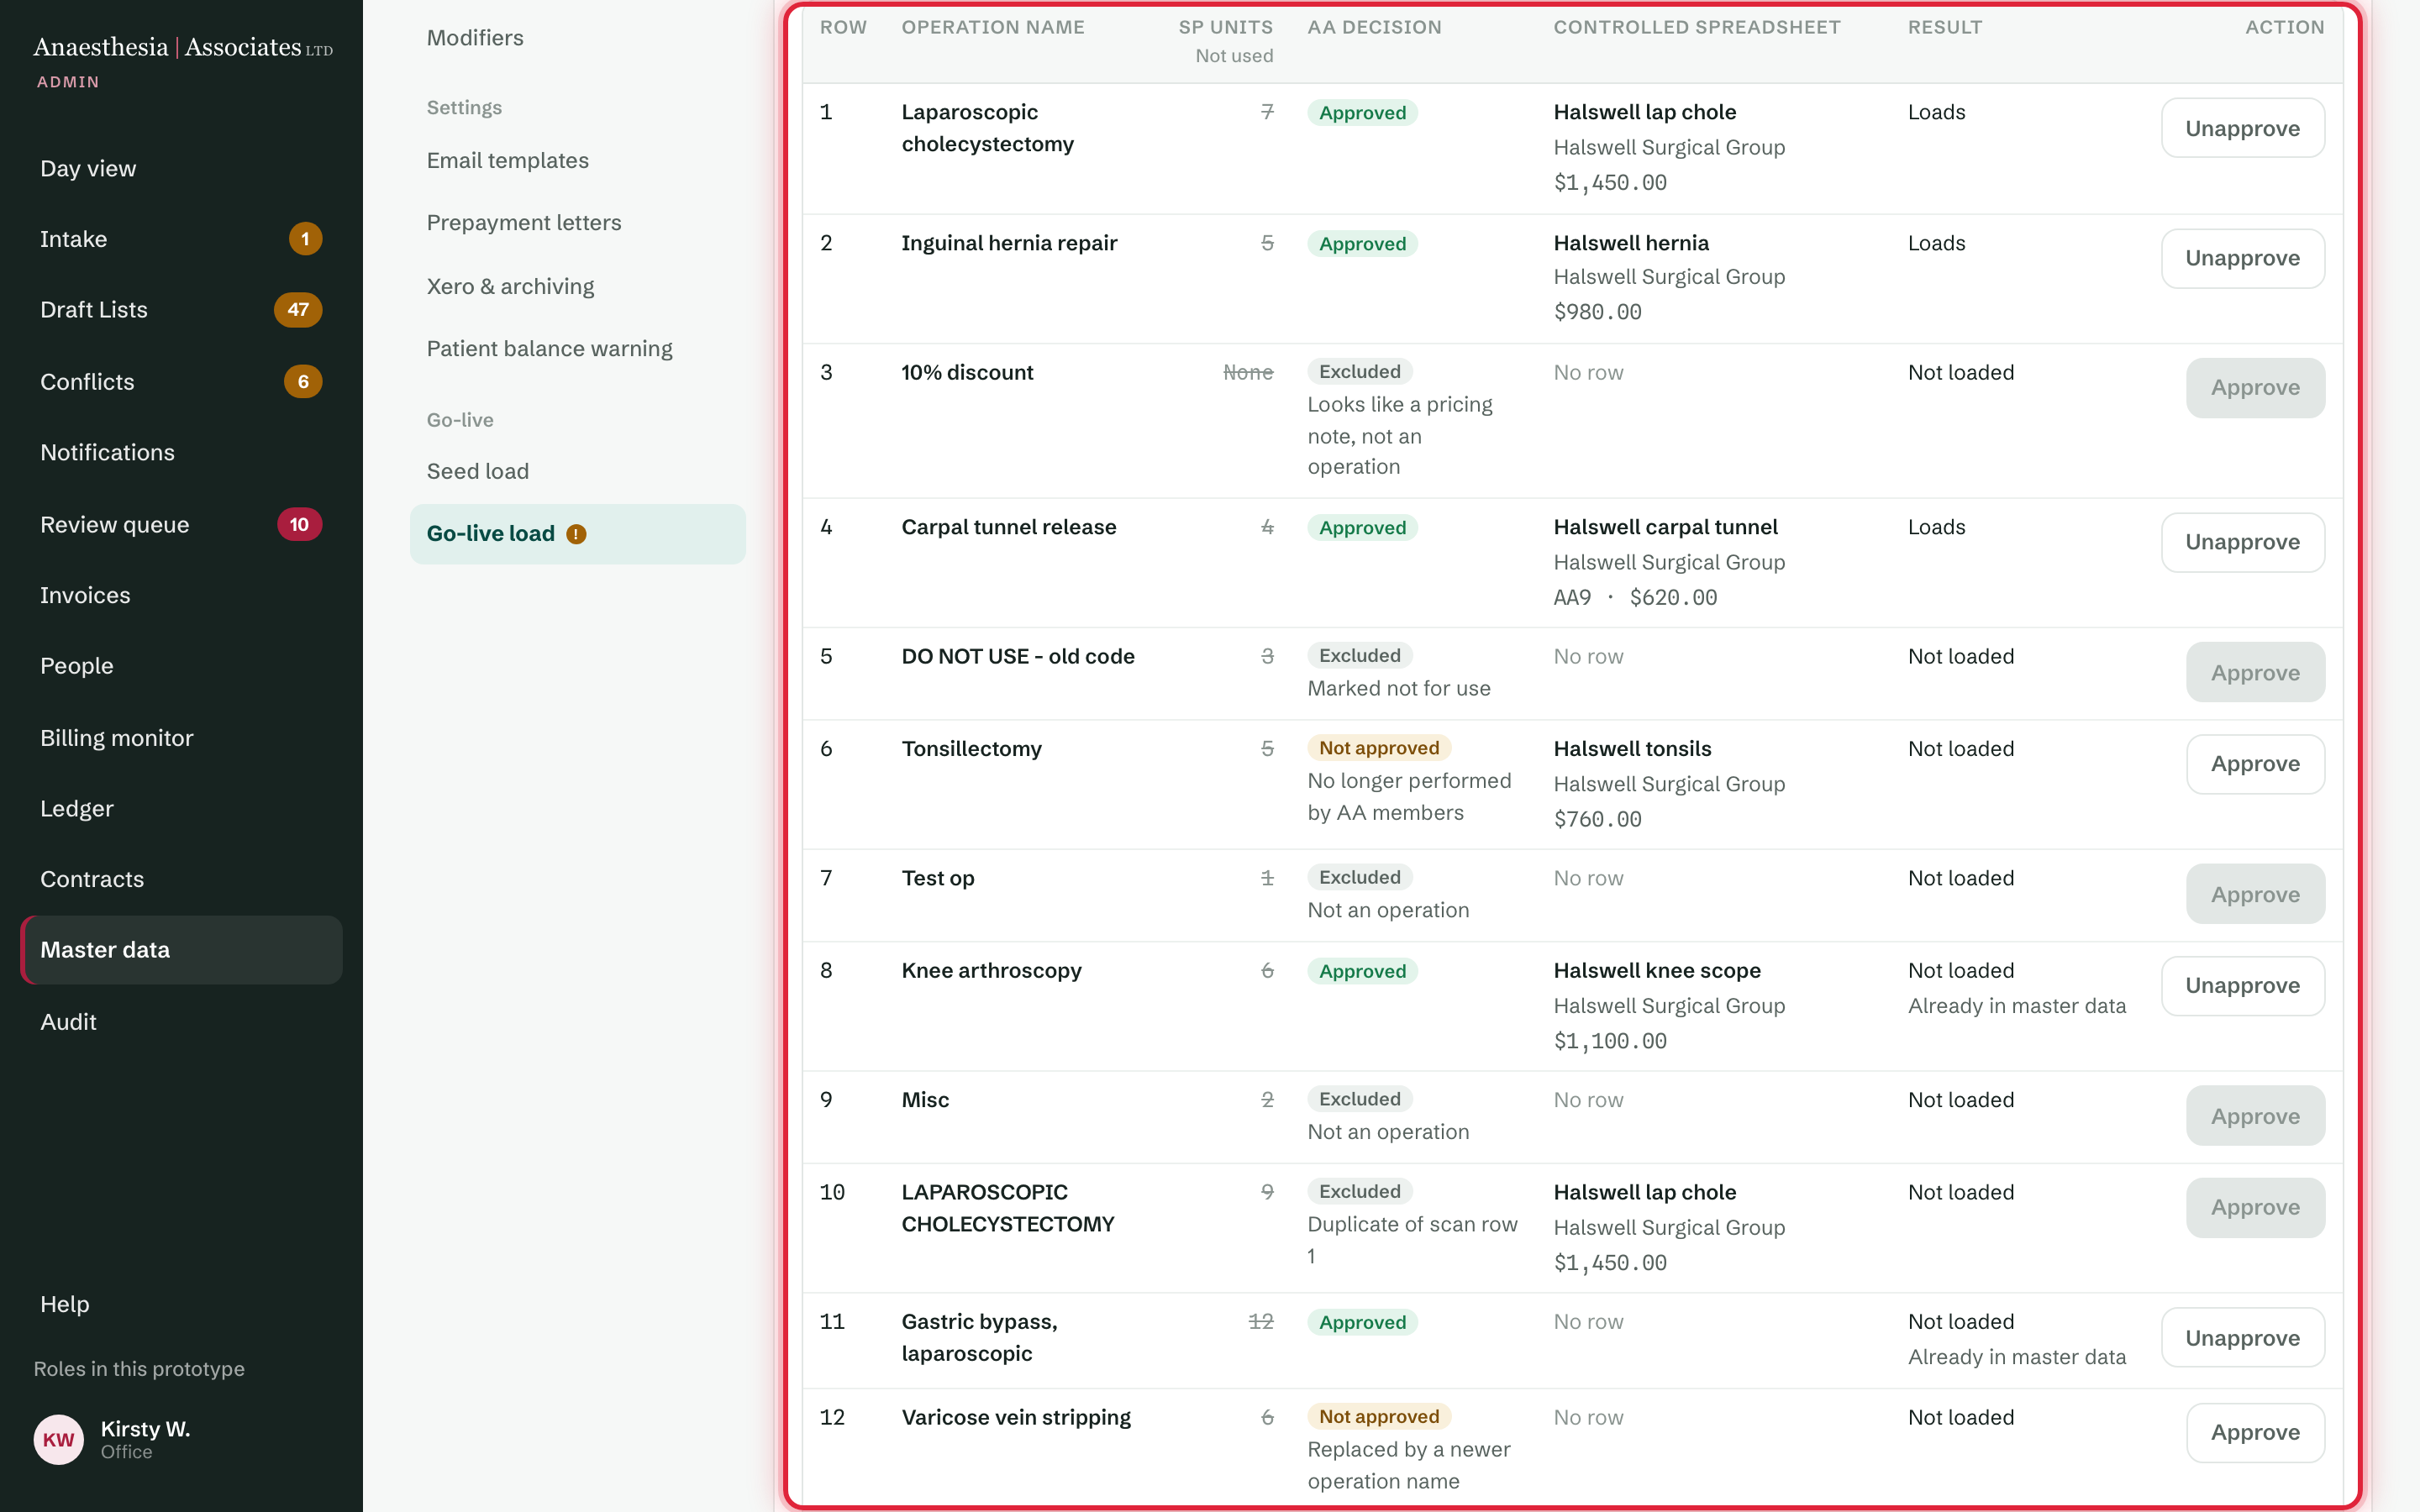 Anaesthesia | Associates LTD
ADMIN
Day view
Intake 1
Draft Lists 47
Conflicts 6
Notifications
Review queue 10
Invoices
People
Billing monitor
Ledger
Contracts
Master data
Audit
Help
Roles in this prototype
KW Kirsty W.
Office
Modifiers
Settings
Email templates
Prepayment letters
Xero & archiving
Patient balance warning
Go-live
Seed load
Go-live load !
ROW OPERATION NAME SP UNITS AA DECISION CONTROLLED SPREADSHEET RESULT ACTION
Not used
1 Laparoscopic 7 Approved Halswell lap chole Loads Unapprove
cholecystectomy Halswell Surgical Group
$1,450.00
2 Inguinal hernia repair 5 Approved Halswell hernia Loads Unapprove
Halswell Surgical Group
$980.00
3 10% discount None Excluded No row Not loaded Approve
Looks like a pricing
note, not an
operation
4 Carpal tunnel release 4 Approved Halswell carpal tunnel Loads Unapprove
Halswell Surgical Group
AA9 · $620.00
5 DO NOT USE - old code 3 Excluded No row Not loaded Approve
Marked not for use
6 Tonsillectomy 5 Not approved Halswell tonsils Not loaded Approve
No longer performed Halswell Surgical Group
by AA members $760.00
7 Test op 1 Excluded No row Not loaded Approve
Not an operation
8 Knee arthroscopy 6 Approved Halswell knee scope Not loaded Unapprove
Halswell Surgical Group Already in master data
$1,100.00
9 Misc 2 Excluded No row Not loaded Approve
Not an operation
10 LAPAROSCOPIC 9 Excluded Halswell lap chole Not loaded Approve
CHOLECYSTECTOMY Duplicate of scan row Halswell Surgical Group
1 $1,450.00
11 Gastric bypass, 12 Approved No row Not loaded Unapprove
laparoscopic Already in master data
12 Varicose vein stripping 6 Not approved No row Not loaded Approve
Replaced by a newer
operation name